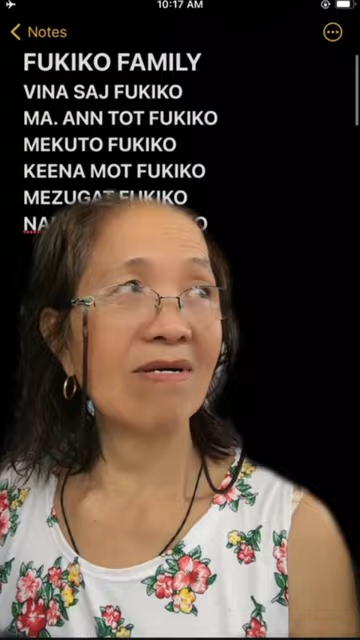 10:17 AM
Notes
FUKIKO FAMILY
VINA SAJ FUKIKO
MA. ANN TOT FUKIKO
MEKUTO FUKIKO
KEENA MOT FUKIKO
MEZUGAT FUKIKO